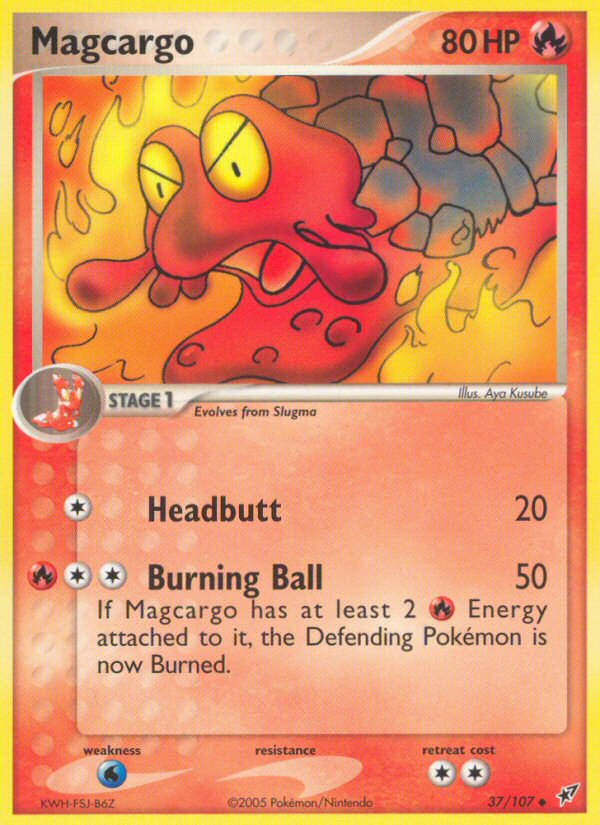 Magcargo 80 HP
Illus. Aya Kusube
STAGE 1
Evolves from Slugma
Headbutt 20
Burning Ball 50
If Magcargo has at least 2 Energy
attached to it, the Defending Pokémon is
now Burned.
weakness resistance retreat cost
KWH-FSJ-B6Z ©2005 Pokémon/Nintendo 37/107